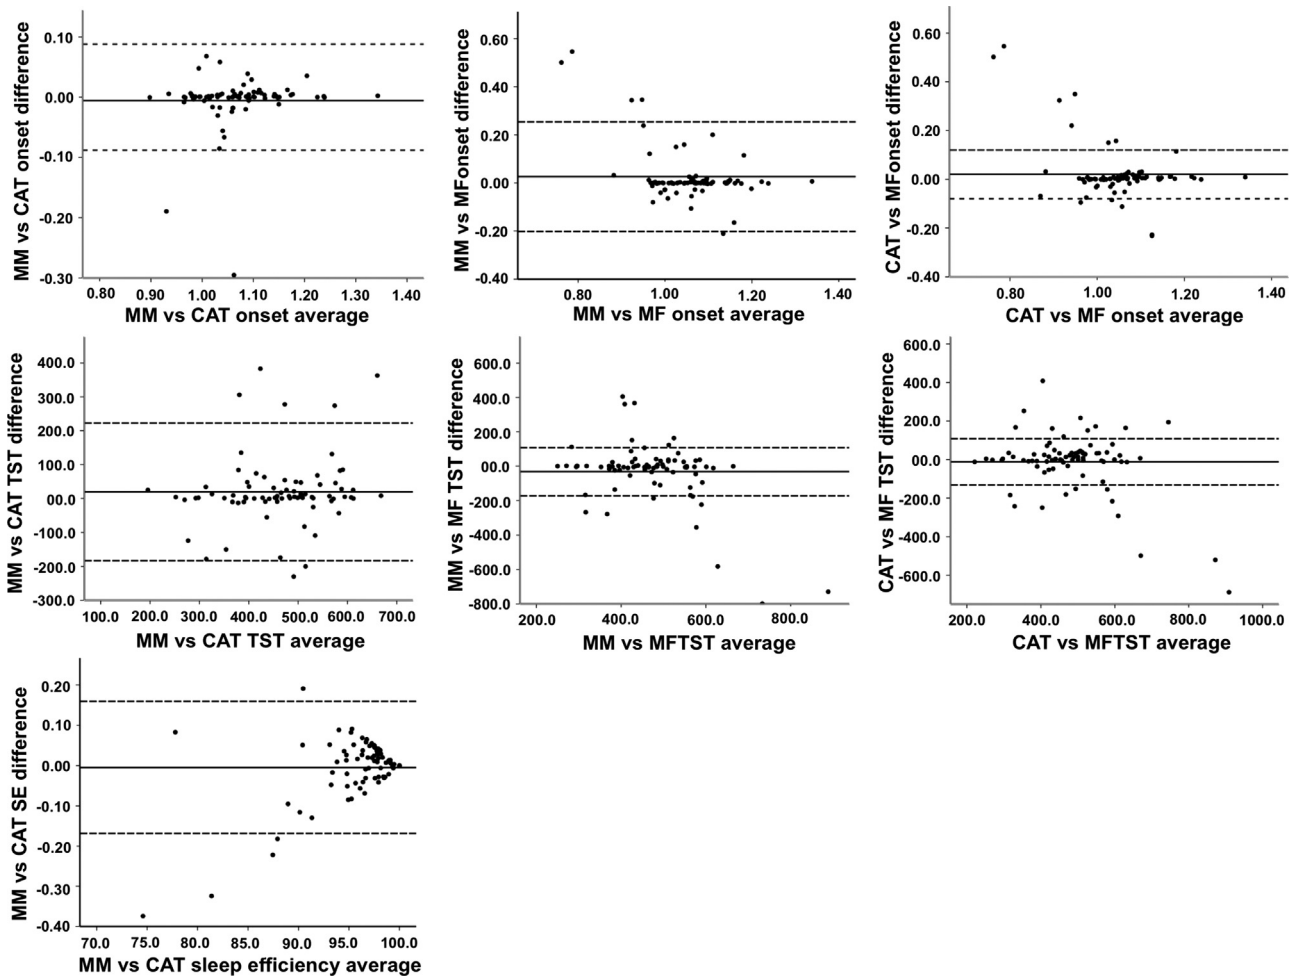 MM vs CAT onset difference
0.10
0.00
-0.10
-0.20
-0.30
0.80 0.90 1.00 1.10 1.20 1.30 1.40
MM vs CAT onset average
MM vs MFonset difference
0.60
0.40
0.20
0.00
-0.20
-0.40
0.80 1.00 1.20 1.40
MM vs MF onset average
CAT vs MFonset difference
0.60
0.40
0.20
0.00
-0.20
-0.40
0.80 1.00 1.20 1.40
CAT vs MF onset average
MM vs CAT TST difference
400.0
300.0
200.0
100.0
00.0
-100.0
-200.0
-300.0
100.0 200.0 300.0 400.0 500.0 600.0 700.0
MM vs CAT TST average
MM vs MF TST difference
600.0
400.0
200.0
00.0
-200.0
-400.0
-600.0
-800.0
200.0 400.0 600.0 800.0
MM vs MFTST average
CAT vs MF TST difference
600.0
400.0
200.0
00.0
-200.0
-400.0
-600.0
200.0 400.0 600.0 800.0 1000.0
CAT vs MFTST average
MM vs CAT SE difference
0.20
0.10
0.00
-0.10
-0.20
-0.30
-0.40
70.0 75.0 80.0 85.0 90.0 95.0 100.0
MM vs CAT sleep efficiency average